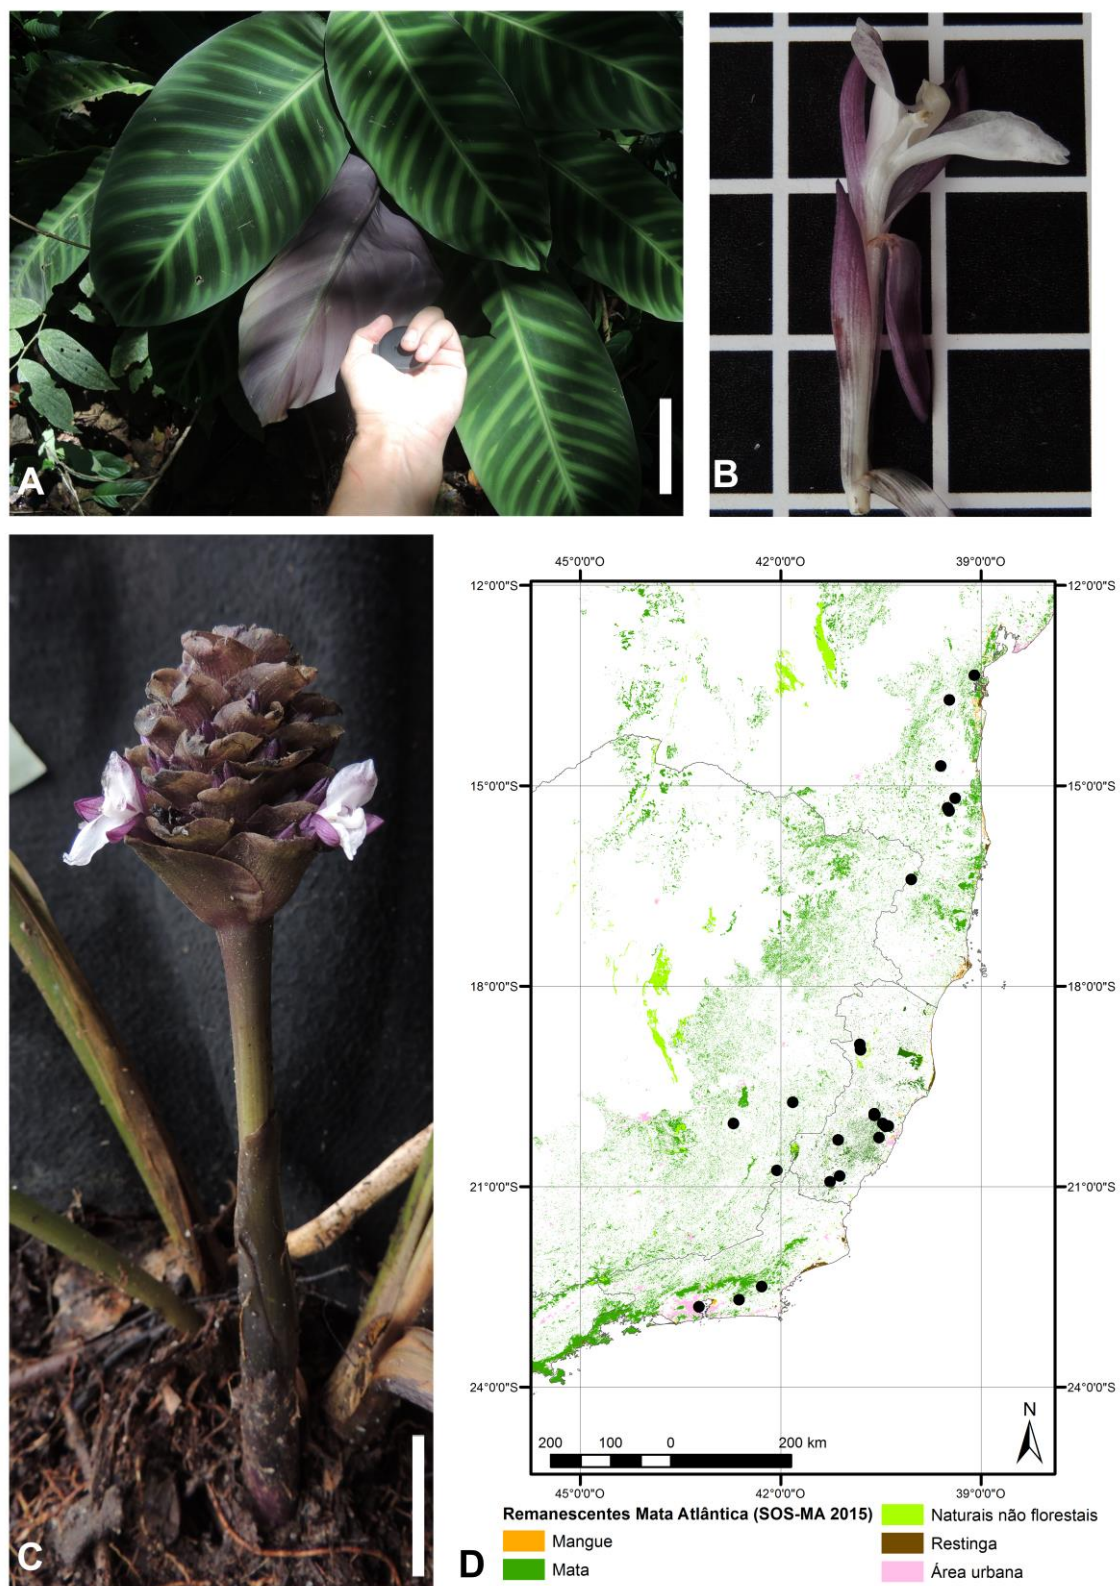 A
B
C
45°0'0"O 42°0'0"O 39°0'0"O
12°0'0"S 12°0'0"S
15°0'0"S 15°0'0"S
18°0'0"S 18°0'0"S
21°0'0"S 21°0'0"S
24°0'0"S 24°0'0"S
N
200 100 0 200 km
45°0'0"O 42°0'0"O 39°0'0"O
Remanescentes Mata Atlântica (SOS-MA 2015)
Mangue
Mata
Naturais não florestais
Restinga
Área urbana
D